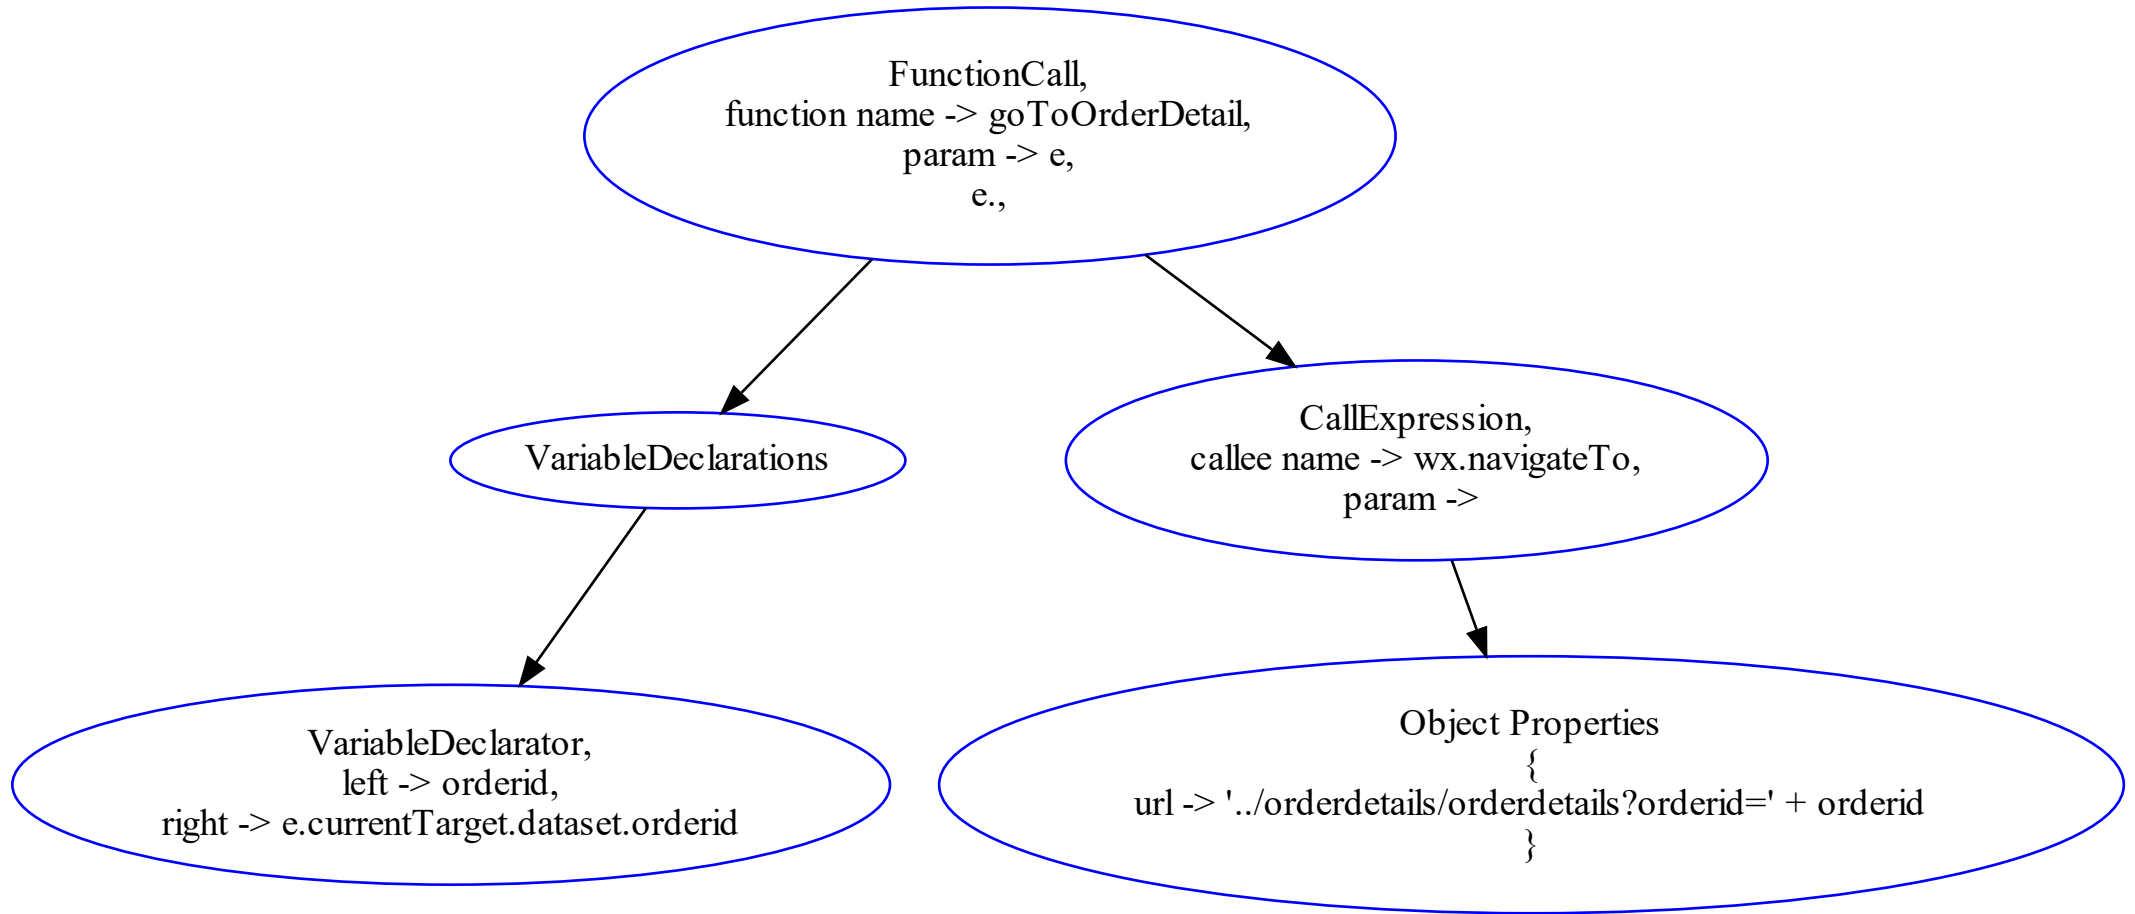 FunctionCall,
function name -> goToOrderDetail,
param -> e,
e.,
VariableDeclarations
CallExpression,
callee name -> wx.navigateTo,
param ->
VariableDeclarator,
left -> orderid,
right -> e.currentTarget.dataset.orderid
Object Properties
{
url -> '../orderdetails/orderdetails?orderid=' + orderid
}